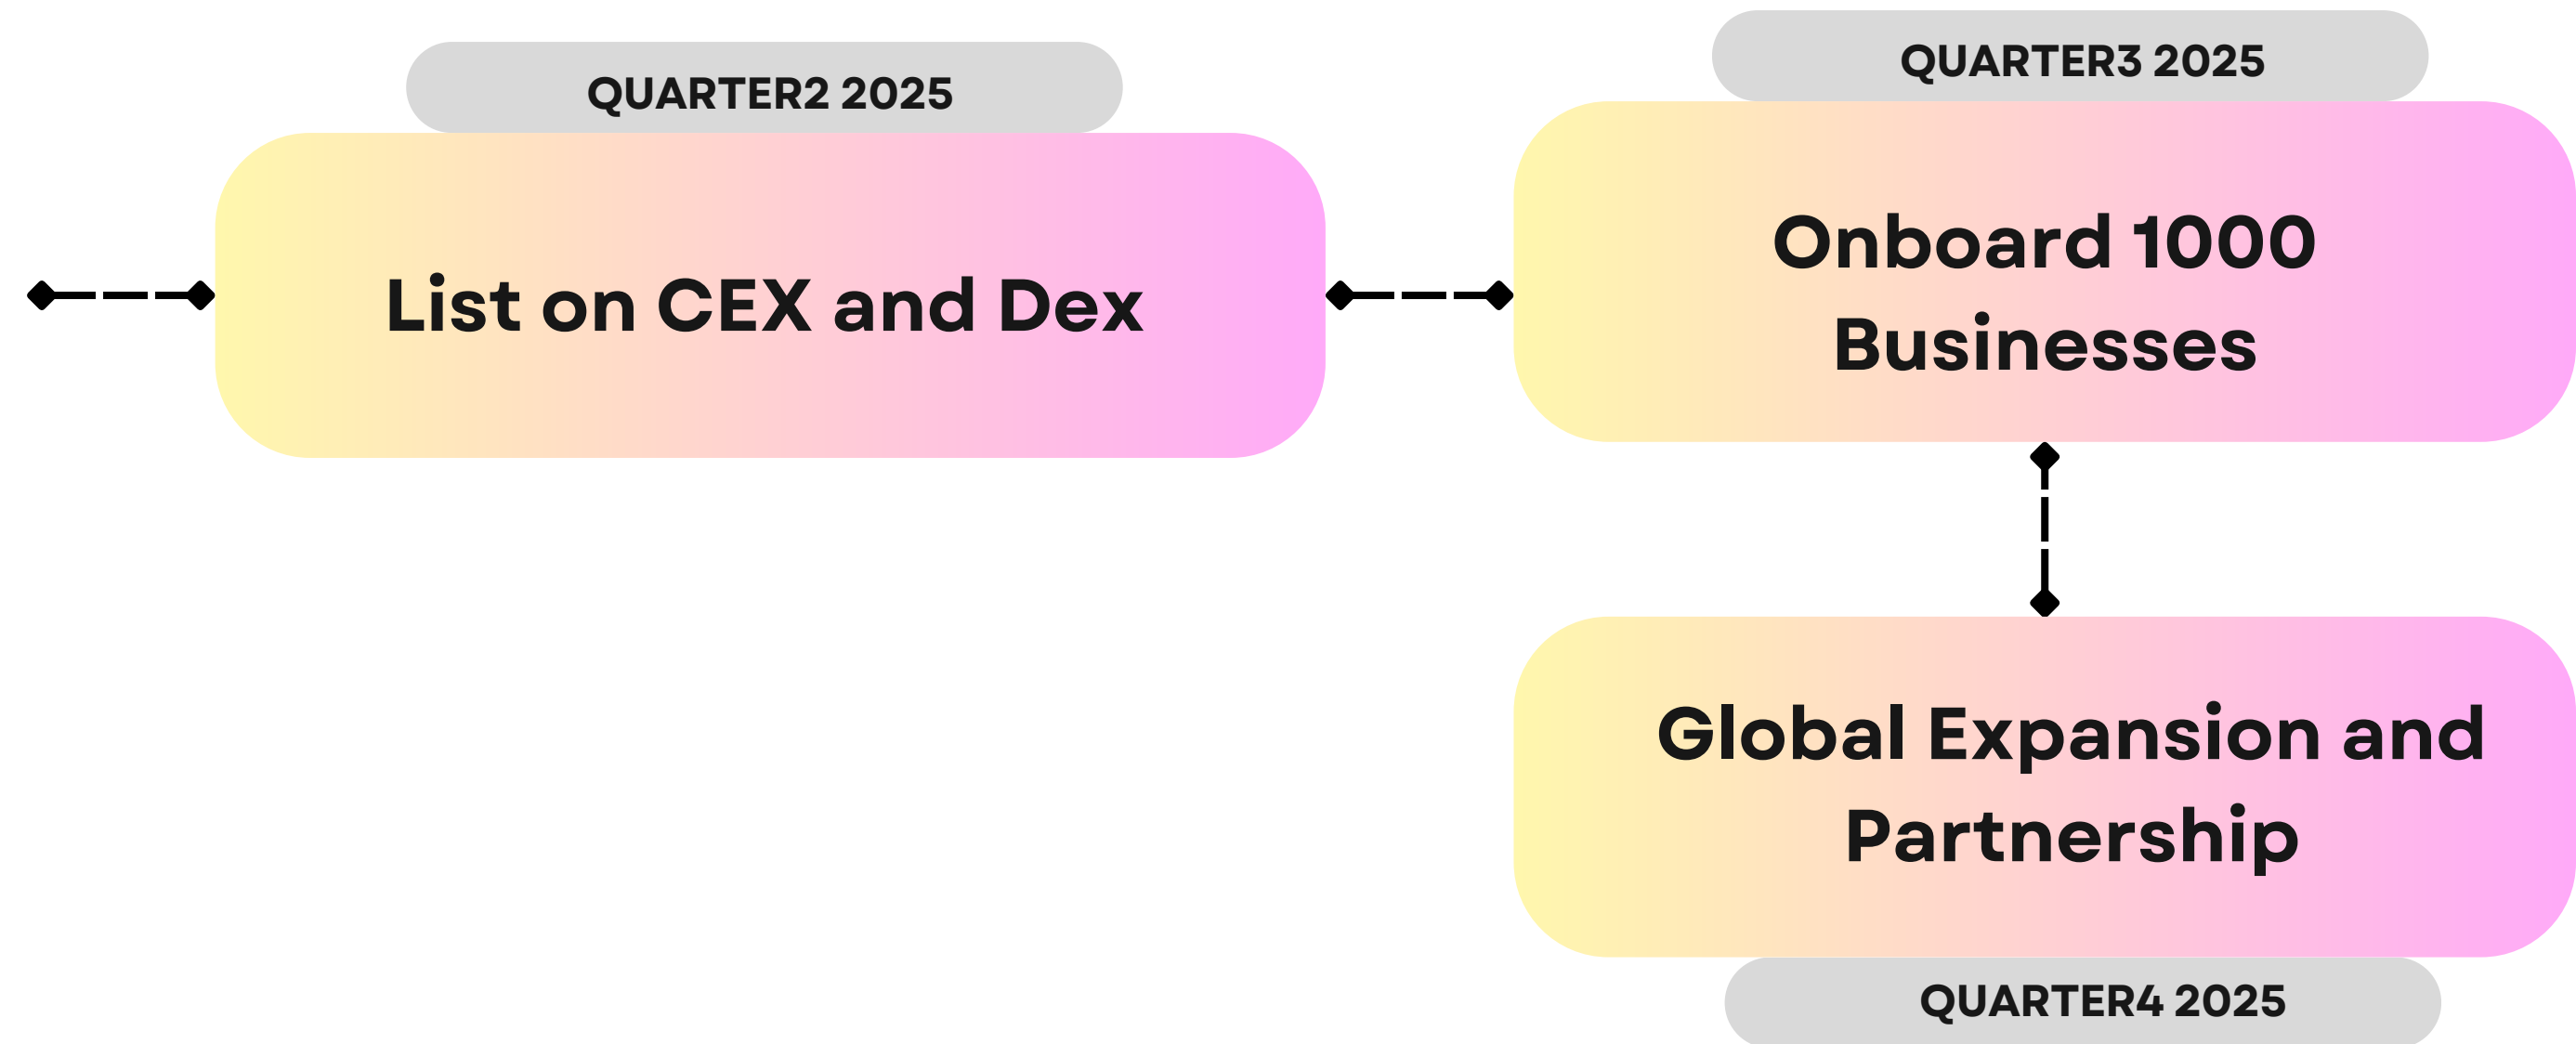 QUARTER2 2025
List on CEX and Dex
QUARTER3 2025
Onboard 1000
Businesses
Global Expansion and
Partnership
QUARTER4 2025